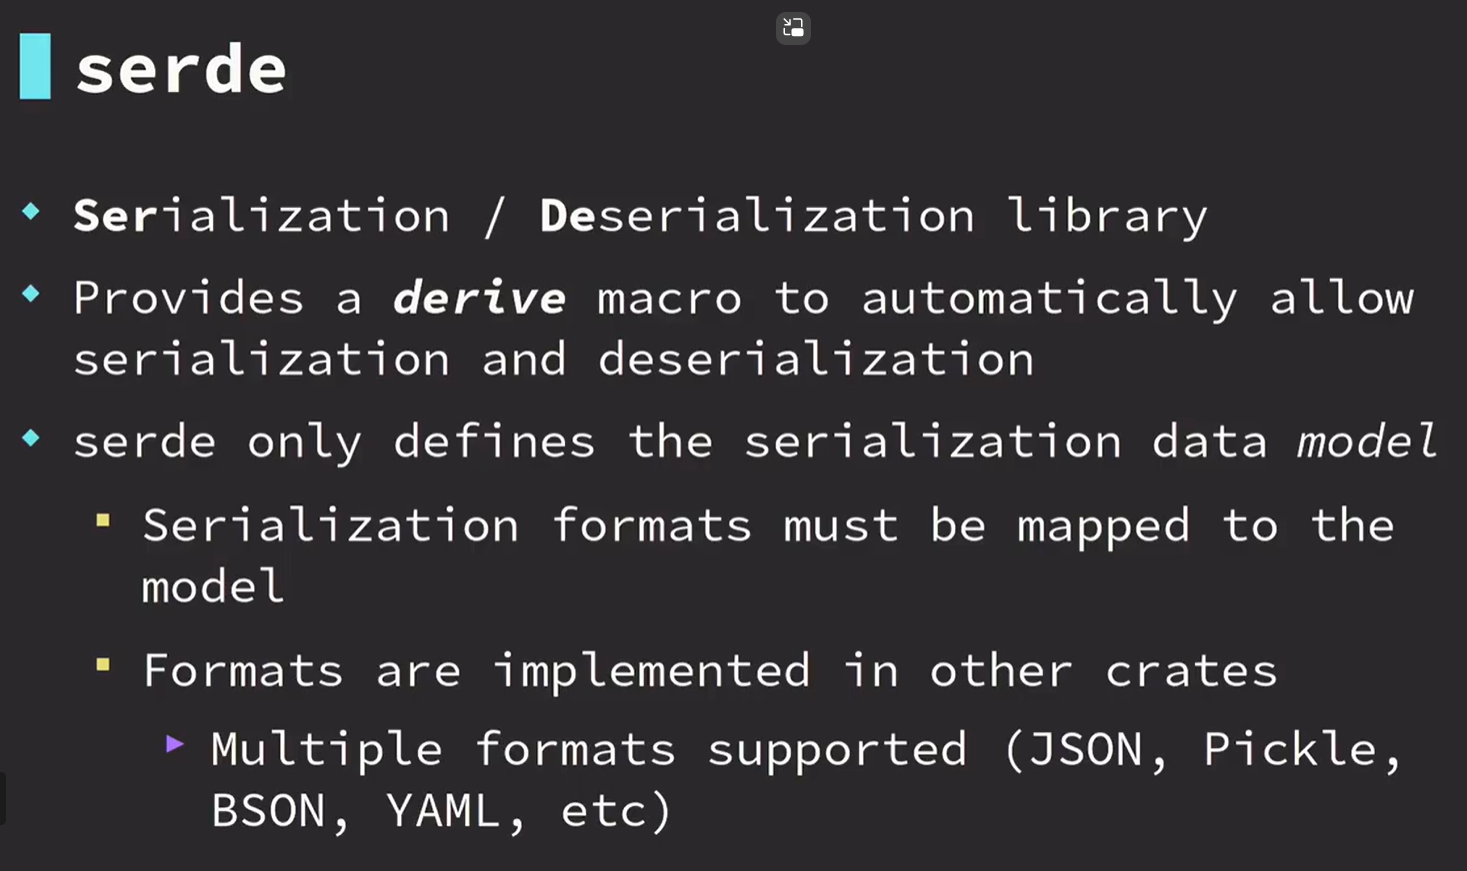 serde
Serialization / Deserialization library
Provides a derive macro to automatically allow
serialization and deserialization
serde only defines the serialization data model
Serialization formats must be mapped to the
model
Formats are implemented in other crates
Multiple formats supported (JSON, Pickle,
BSON, YAML, etc)